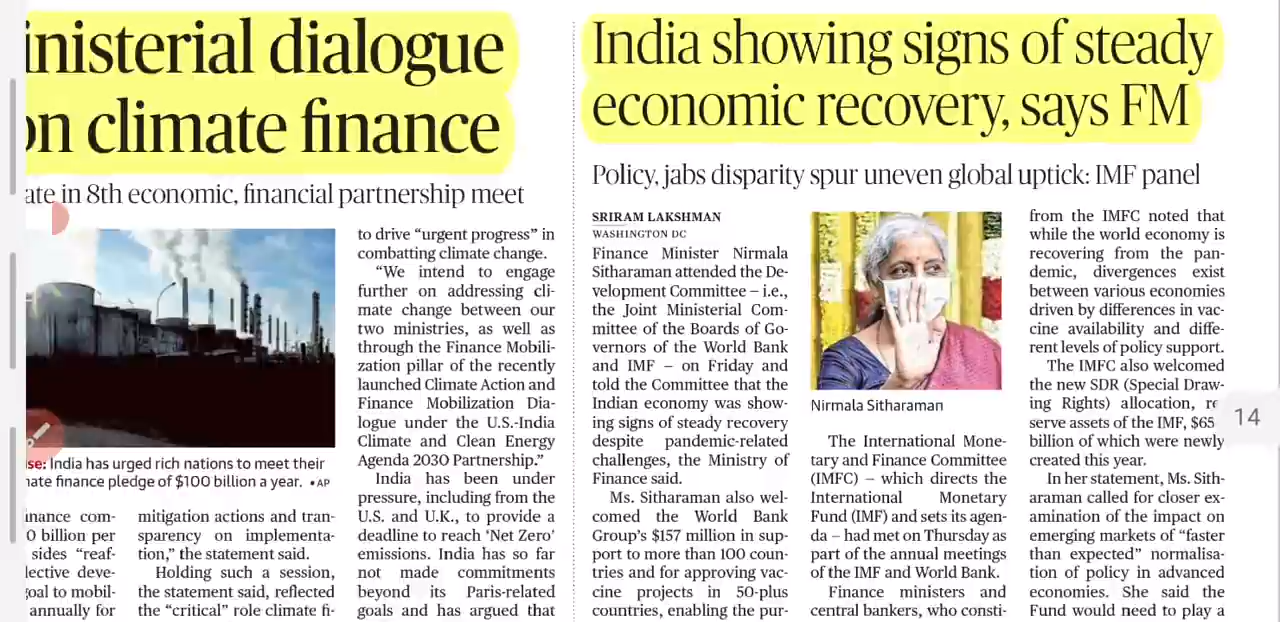 inisterial dialogue
on climate finance
ate in 8th economic, financial partnership meet
se: India has urged rich nations to meet their
nate finance pledge of $100 billion a year. • AP
inance com-
0 billion per
sides “reaf-
lective deve-
goal to mobil-
annually for
mitigation actions and tran-
sparency on implementa-
tion,” the statement said.
Holding such a session,
the statement said, reflected
the “critical” role climate fi-
to drive “urgent progress” in
combatting climate change.
“We intend to engage
further on addressing cli-
mate change between our
two ministries, as well as
through the Finance Mobili-
zation pillar of the recently
launched Climate Action and
Finance Mobilization Dia-
logue under the U.S.-India
Climate and Clean Energy
Agenda 2030 Partnership.”
India has been under
pressure, including from the
U.S. and U.K., to provide a
deadline to reach ‘Net Zero’
emissions. India has so far
not made commitments
beyond its Paris-related
goals and has argued that
India showing signs of steady
economic recovery, says FM
Policy, jabs disparity spur uneven global uptick: IMF panel
SRIRAM LAKSHMAN
WASHINGTON DC
Finance Minister Nirmala
Sitharaman attended the De-
velopment Committee – i.e.,
the Joint Ministerial Com-
mittee of the Boards of Go-
vernors of the World Bank
and IMF – on Friday and
told the Committee that the
Indian economy was show-
ing signs of steady recovery
despite pandemic-related
challenges, the Ministry of
Finance said.
Ms. Sitharaman also wel-
comed the World Bank
Group’s $157 million in sup-
port to more than 100 coun-
tries and for approving vac-
cine projects in 50-plus
countries, enabling the pur-
Nirmala Sitharaman
The International Mone-
tary and Finance Committee
(IMFC) – which directs the
International Monetary
Fund (IMF) and sets its agen-
da – had met on Thursday as
part of the annual meetings
of the IMF and World Bank.
Finance ministers and
central bankers, who consti-
from the IMFC noted that
while the world economy is
recovering from the pan-
demic, divergences exist
between various economies
driven by differences in vac-
cine availability and diffe-
rent levels of policy support.
The IMFC also welcomed
the new SDR (Special Draw-
ing Rights) allocation, re
serve assets of the IMF, $65
billion of which were newly
created this year.
In her statement, Ms. Sith-
araman called for closer ex-
amination of the impact on
emerging markets of “faster
than expected” normalisa-
tion of policy in advanced
economies. She said the
Fund would need to play a
14